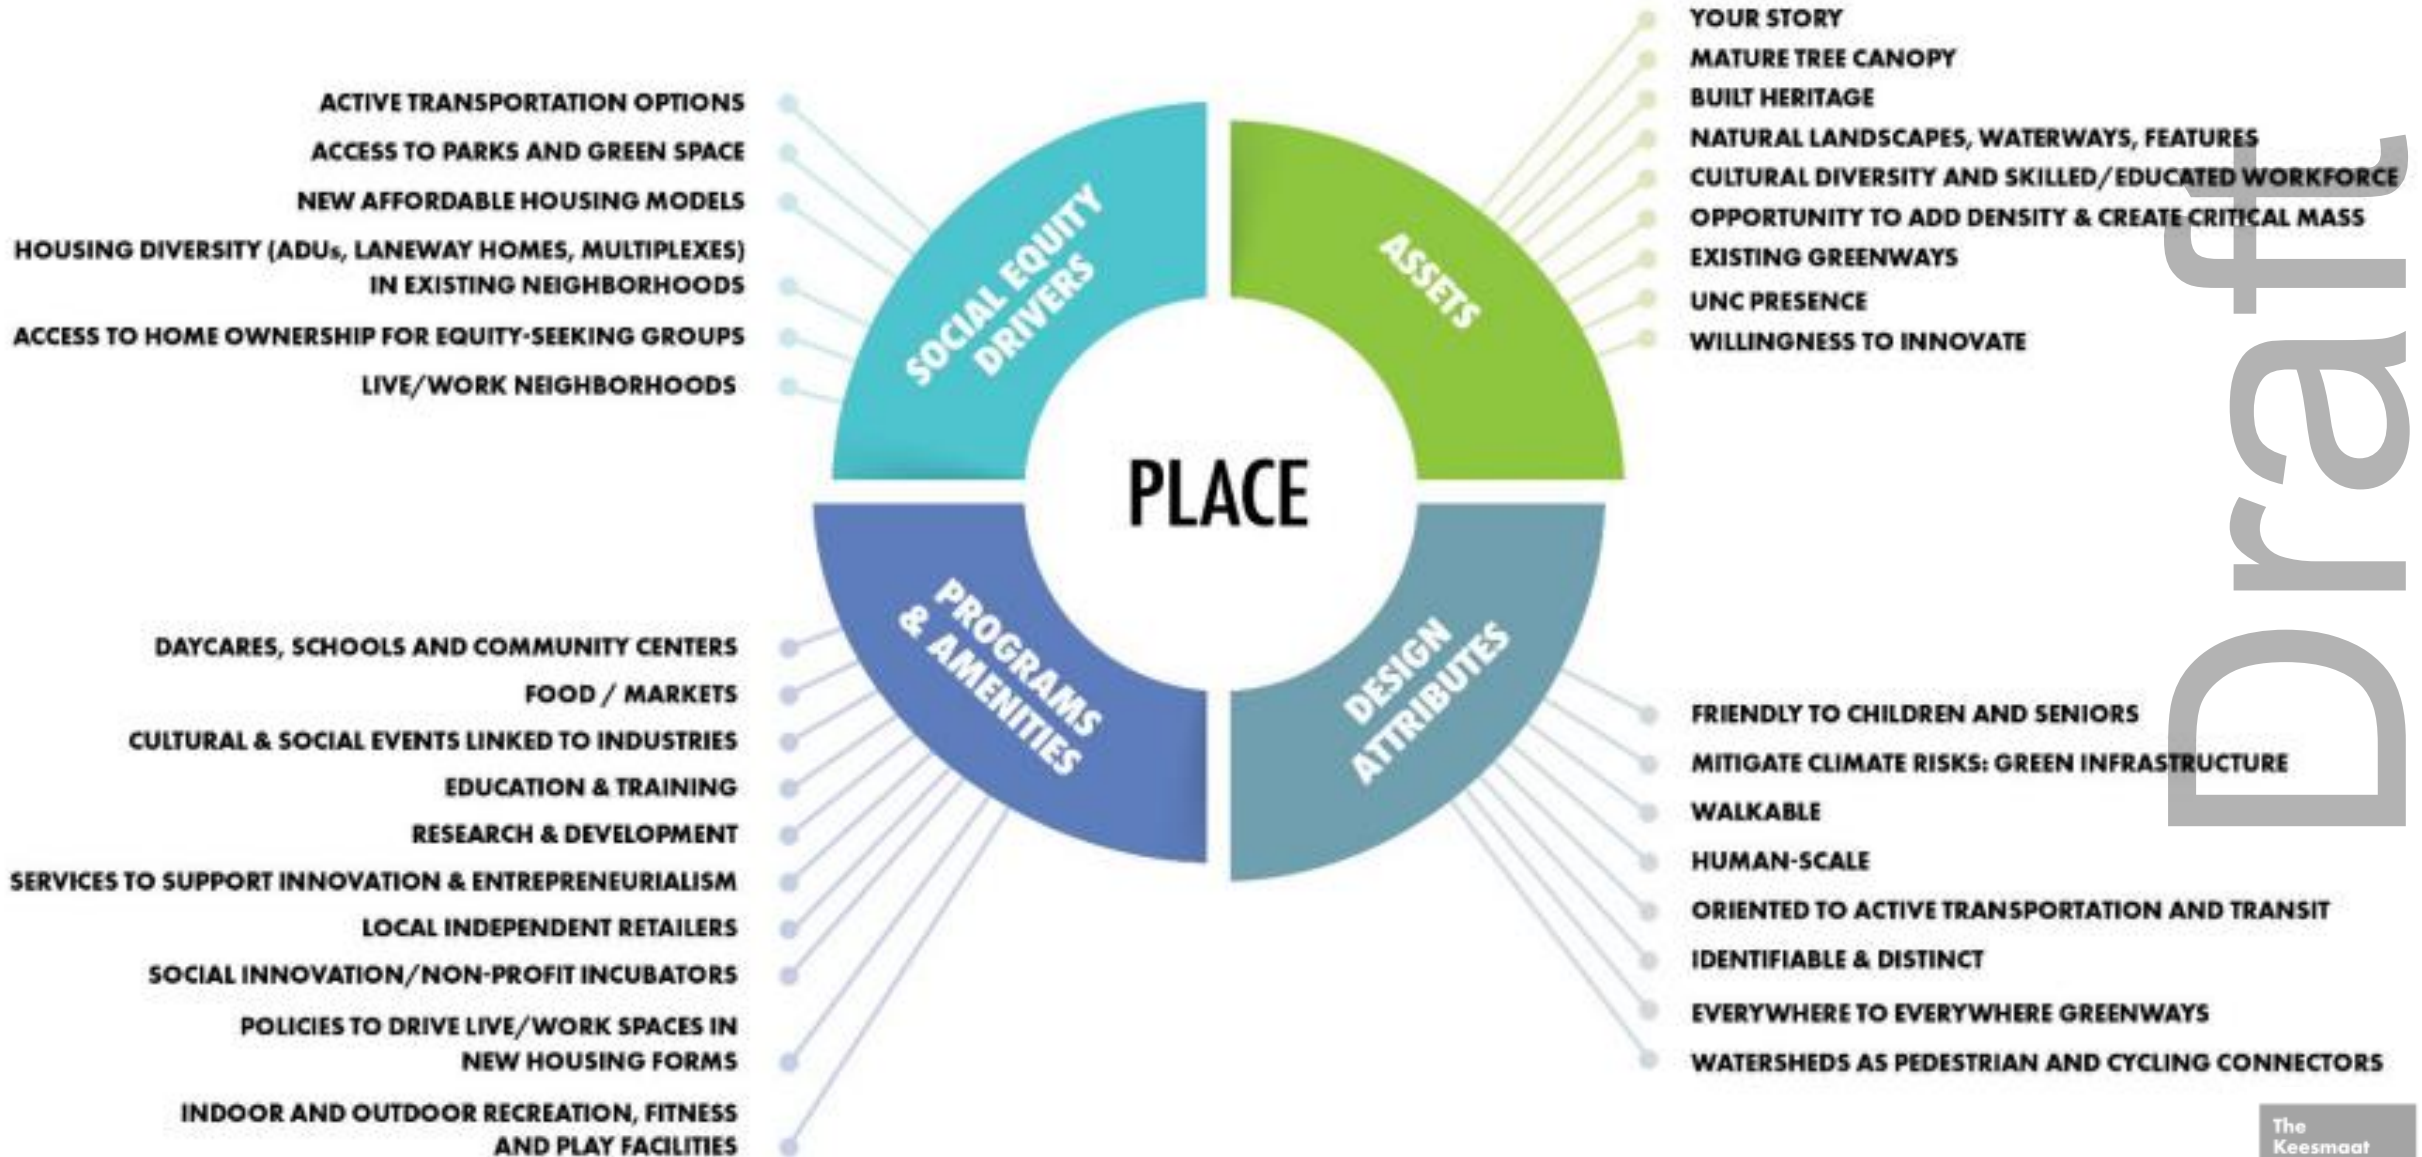 ACTIVE TRANSPORTATION OPTIONS
ACCESS TO PARKS AND GREEN SPACE
NEW AFFORDABLE HOUSING MODELS
HOUSING DIVERSITY (ADUs, LANEWAY HOMES, MULTIPLEXES)
IN EXISTING NEIGHBORHOODS
ACCESS TO HOME OWNERSHIP FOR EQUITY-SEEKING GROUPS
LIVE/WORK NEIGHBORHOODS
SOCIAL EQUITY
DRIVERS
YOUR STORY
MATURE TREE CANOPY
BUILT HERITAGE
NATURAL LANDSCAPES, WATERWAYS, FEATURES
CULTURAL DIVERSITY AND SKILLED/EDUCATED WORKFORCE
OPPORTUNITY TO ADD DENSITY & CREATE CRITICAL MASS
EXISTING GREENWAYS
UNC PRESENCE
WILLINGNESS TO INNOVATE
ASSETS
PLACE
DAYCARES, SCHOOLS AND COMMUNITY CENTERS
FOOD / MARKETS
CULTURAL & SOCIAL EVENTS LINKED TO INDUSTRIES
EDUCATION & TRAINING
RESEARCH & DEVELOPMENT
SERVICES TO SUPPORT INNOVATION & ENTREPRENEURIALISM
LOCAL INDEPENDENT RETAILERS
SOCIAL INNOVATION/NON-PROFIT INCUBATORS
POLICIES TO DRIVE LIVE/WORK SPACES IN
NEW HOUSING FORMS
INDOOR AND OUTDOOR RECREATION, FITNESS
AND PLAY FACILITIES
PROGRAMS
& AMENITIES
DESIGN
ATTRIBUTES
FRIENDLY TO CHILDREN AND SENIORS
MITIGATE CLIMATE RISKS: GREEN INFRASTRUCTURE
WALKABLE
HUMAN-SCALE
ORIENTED TO ACTIVE TRANSPORTATION AND TRANSIT
IDENTIFIABLE & DISTINCT
EVERYWHERE TO EVERYWHERE GREENWAYS
WATERSHEDS AS PEDESTRIAN AND CYCLING CONNECTORS
Draft
The
Keesmaat